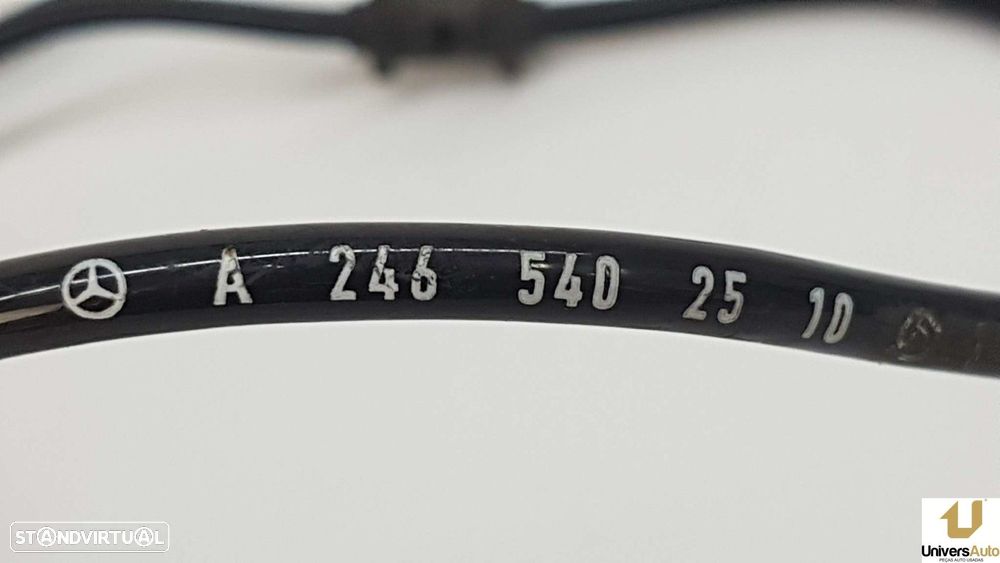 A 246 540 25 10
STANDVIRTUAL
UniversAuto
PEÇAS AUTO USADAS